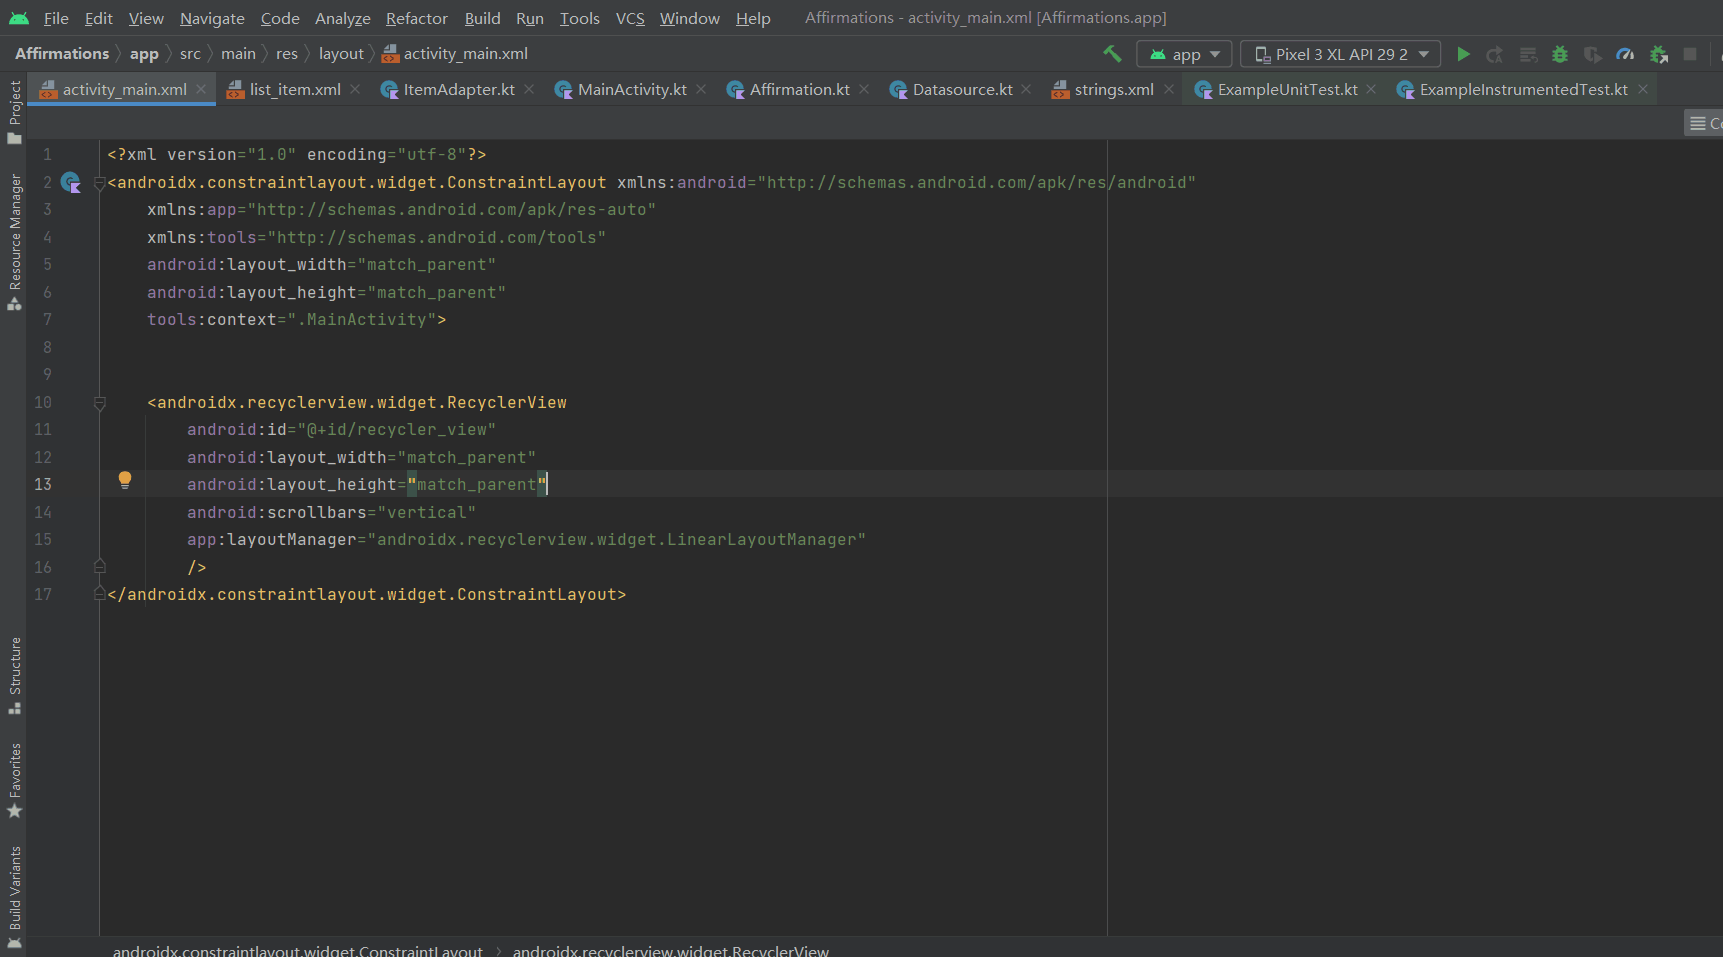 File Edit View Navigate Code Analyze Refactor Build Run Tools VCS Window Help Affirmations - activity_main.xml [Affirmations.app]
Affirmations app src main res layout activity_main.xml app Pixel 3 XL API 29 2
activity_main.xml list_item.xml ItemAdapter.kt MainActivity.kt Affirmation.kt Datasource.kt strings.xml ExampleUnitTest.kt ExampleInstrumentedTest.kt
Co
Project
Resource Manager
Structure
Favorites
Build Variants
1 <?xml version="1.0" encoding="utf-8"?>
2 <androidx.constraintlayout.widget.ConstraintLayout xmlns:android="http://schemas.android.com/apk/res/android"
3 xmlns:app="http://schemas.android.com/apk/res-auto"
4 xmlns:tools="http://schemas.android.com/tools"
5 android:layout_width="match_parent"
6 android:layout_height="match_parent"
7 tools:context=".MainActivity">
8
9
10 <androidx.recyclerview.widget.RecyclerView
11 android:id="@+id/recycler_view"
12 android:layout_width="match_parent"
13 android:layout_height="match_parent"
14 android:scrollbars="vertical"
15 app:layoutManager="androidx.recyclerview.widget.LinearLayoutManager"
16 />
17 </androidx.constraintlayout.widget.ConstraintLayout>
androidx.constraintlayout.widget.ConstraintLayout androidx.recyclerview.widget.RecyclerView